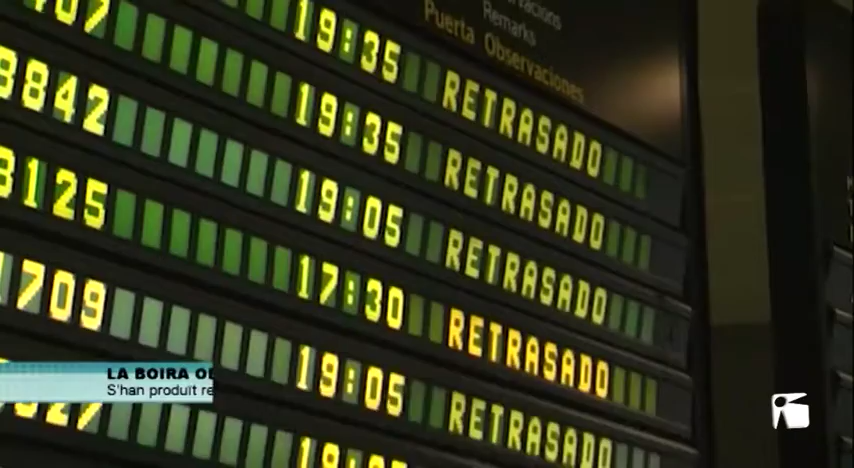 Remarks
Puerta Observaciones
407 19:35 RETRASADO
8842 19:35 RETRASADO
3125 19:05 RETRASADO
1709 17:30 RETRASADO
19:05 RETRASADO
LA BOIRA
S'han produït